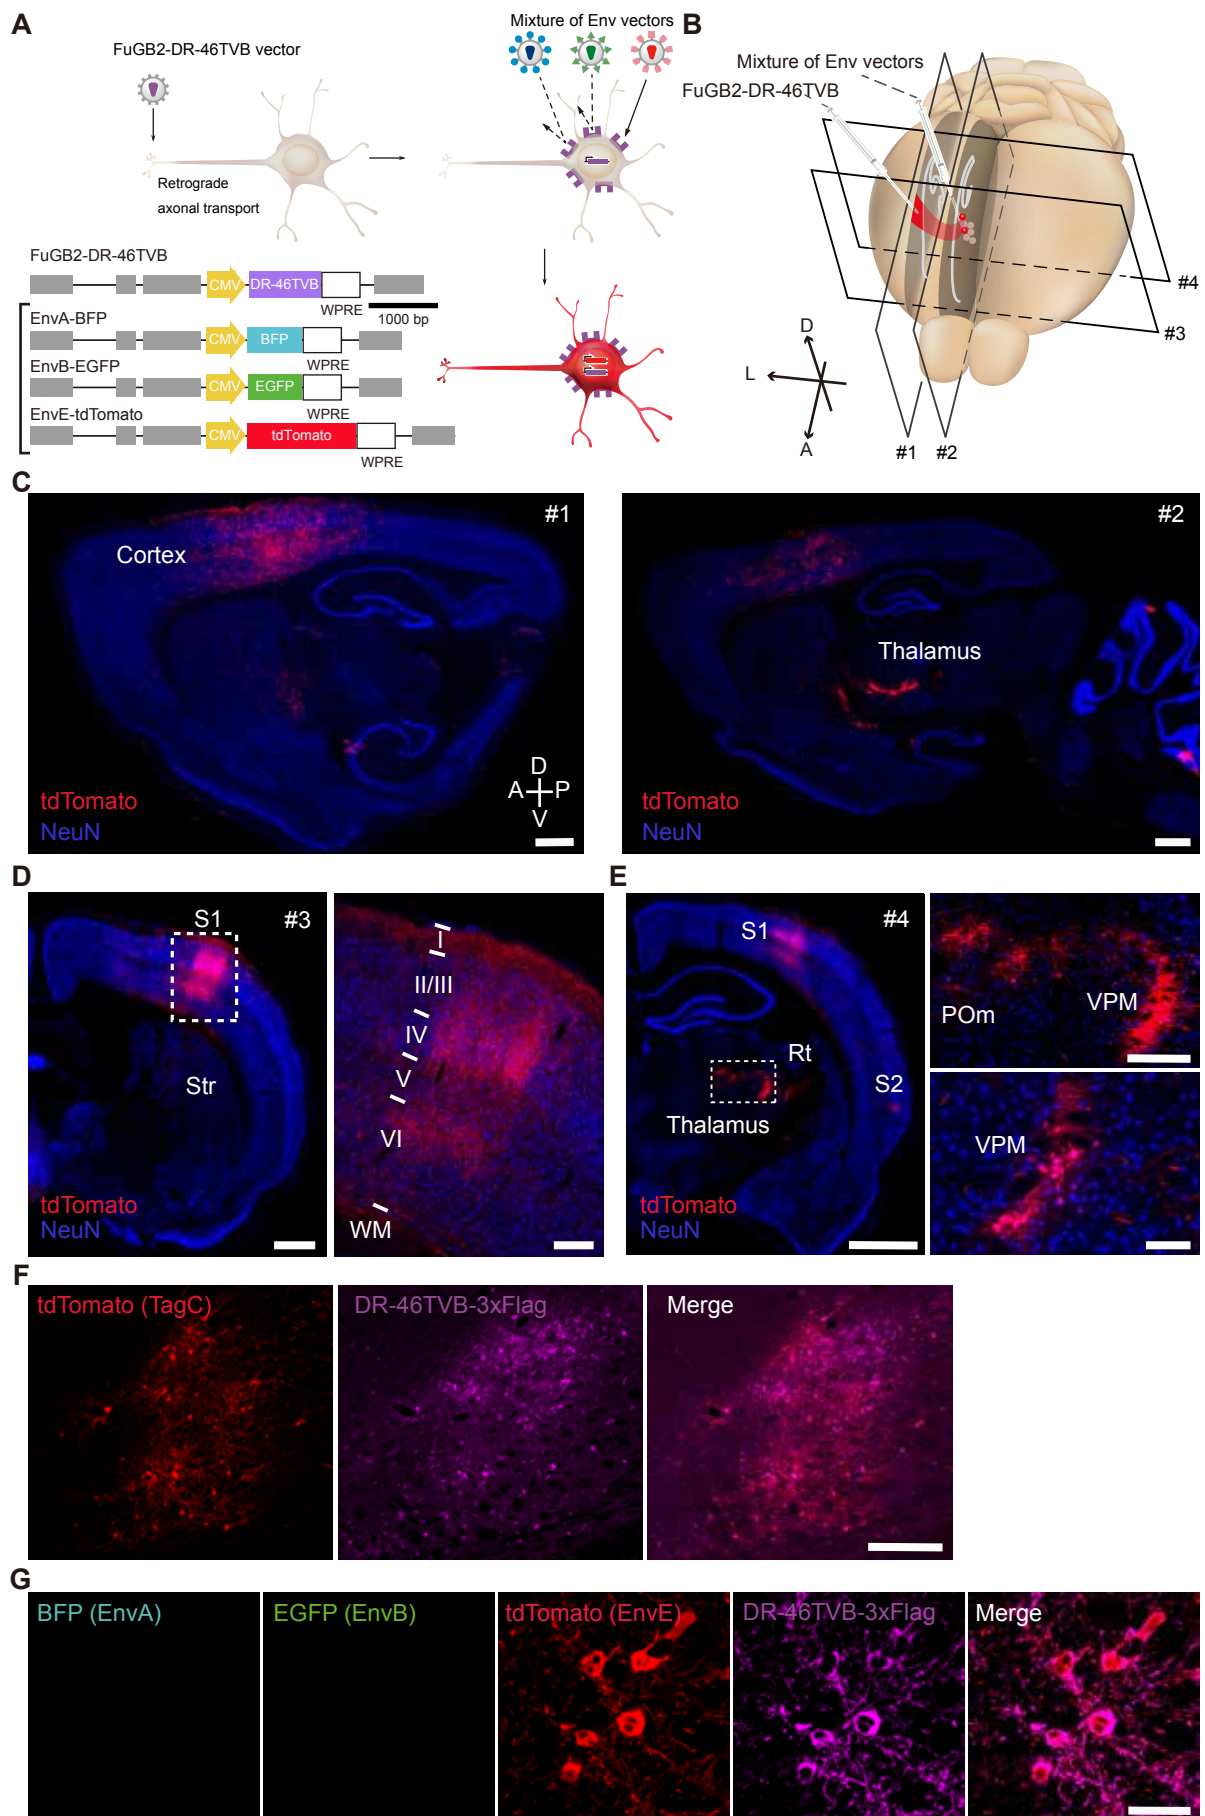 A
FuGB2-DR-46TVB vector
Mixture of Env vectors
Retrograde
axonal transport
FuGB2-DR-46TVB
CMV
DR-46TVB
WPRE
1000 bp
EnvA-BFP
CMV
BFP
WPRE
EnvB-EGFP
CMV
EGFP
WPRE
EnvE-tdTomato
CMV
tdTomato
WPRE
B
Mixture of Env vectors
FuGB2-DR-46TVB
#4
#3
D
L
A
#1
#2
C
#1
Cortex
D
A
P
V
tdTomato
NeuN
#2
Thalamus
tdTomato
NeuN
D
S1
#3
Str
tdTomato
NeuN
I
II/III
IV
V
VI
WM
E
S1
#4
Rt
S2
Thalamus
tdTomato
NeuN
POm
VPM
VPM
F
tdTomato (TagC)
DR-46TVB-3xFlag
Merge
G
BFP (EnvA)
EGFP (EnvB)
tdTomato (EnvE)
DR-46TVB-3xFlag
Merge